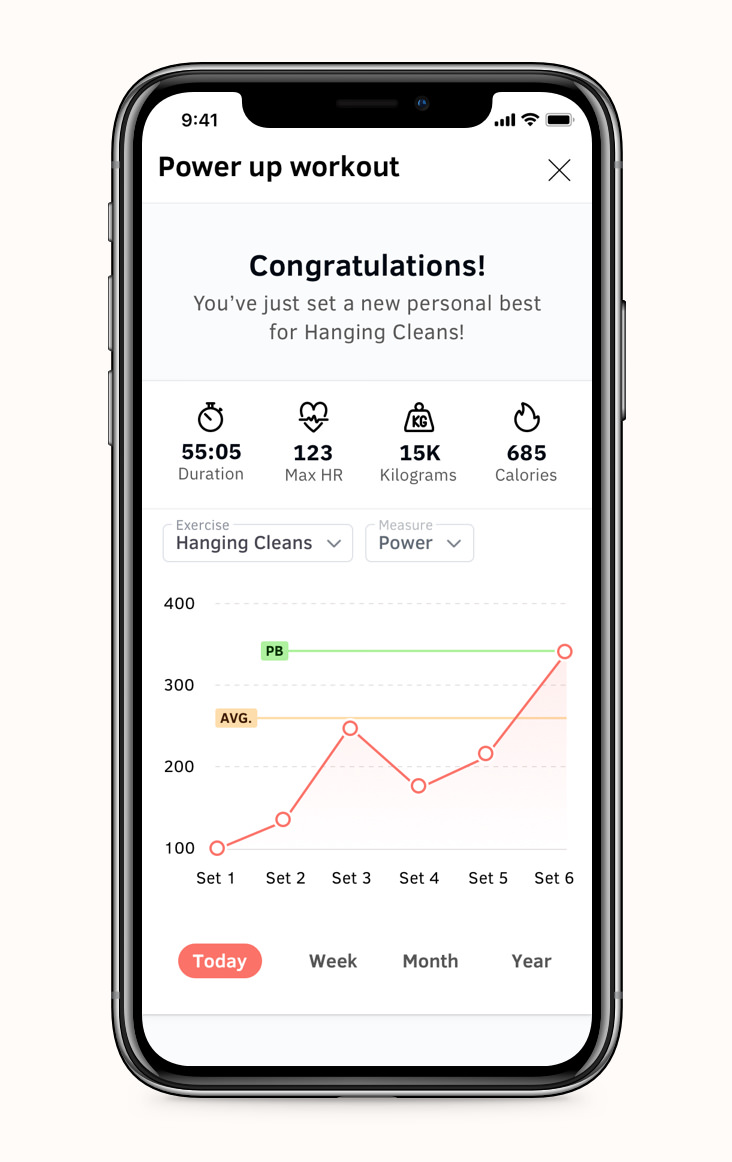 9:41
Power up workout
Congratulations!
You’ve just set a new personal best
for Hanging Cleans!
KG
55:05 123 15K 685
Duration Max HR Kilograms Calories
Exercise Measure
Hanging Cleans Power
400
PB
300
AVG.
200
100
Set 1 Set 2 Set 3 Set 4 Set 5 Set 6
Today Week Month Year